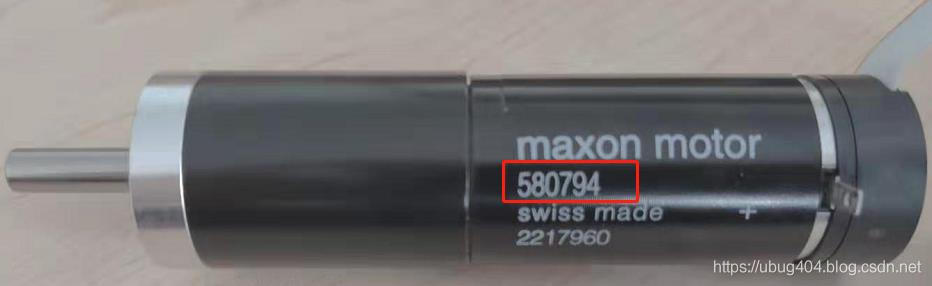 maxon motor
580794
swiss made +
2217960
https://ubug404.blog.csdn.net